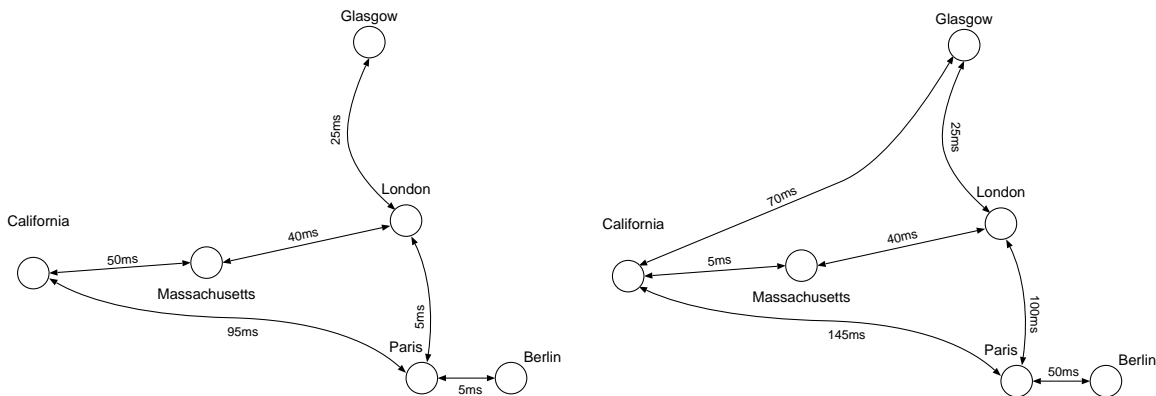 Glasgow
25ms
London
California
40ms
50ms
Massachusetts
5ms
95ms
Paris
Berlin
5ms
Glasgow
25ms
70ms
London
California
40ms
5ms
Massachusetts
100ms
145ms
Paris
Berlin
50ms